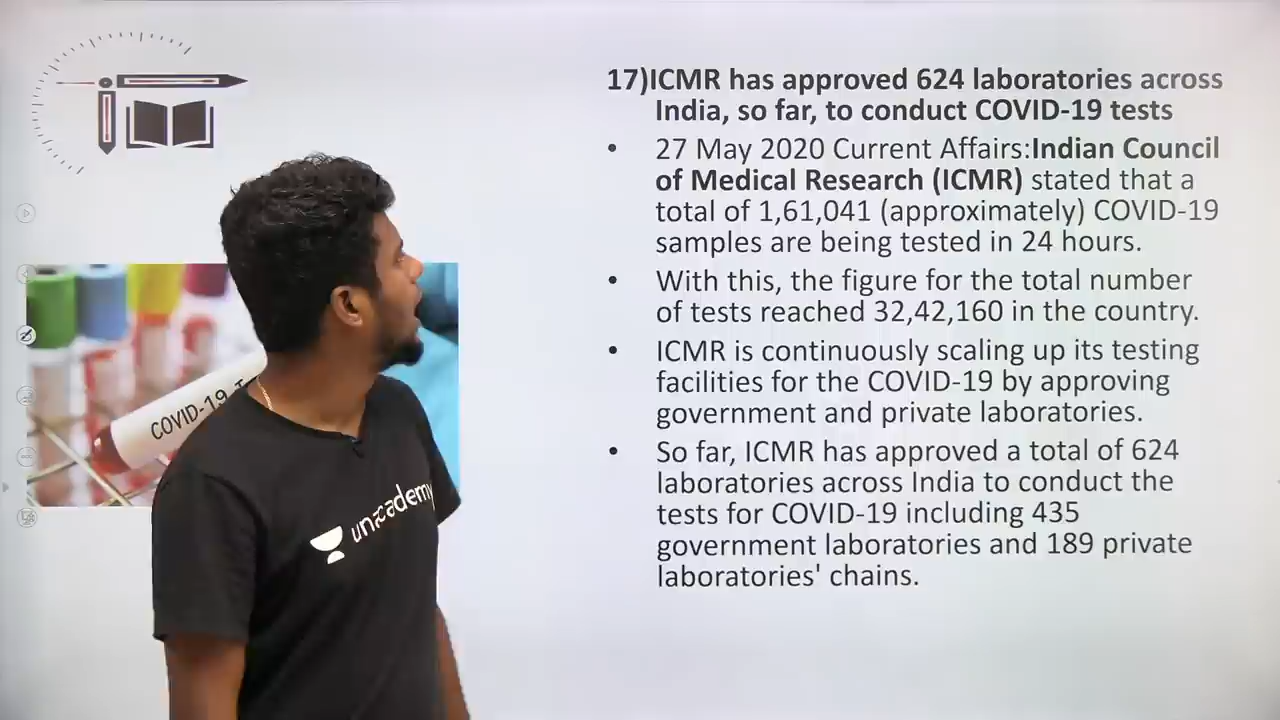 17)ICMR has approved 624 laboratories across
India, so far, to conduct COVID-19 tests
• 27 May 2020 Current Affairs:Indian Council
of Medical Research (ICMR) stated that a
total of 1,61,041 (approximately) COVID-19
samples are being tested in 24 hours.
• With this, the figure for the total number
of tests reached 32,42,160 in the country.
• ICMR is continuously scaling up its testing
facilities for the COVID-19 by approving
government and private laboratories.
• So far, ICMR has approved a total of 624
laboratories across India to conduct the
tests for COVID-19 including 435
government laboratories and 189 private
laboratories' chains.
COVID-19 T
unacademy